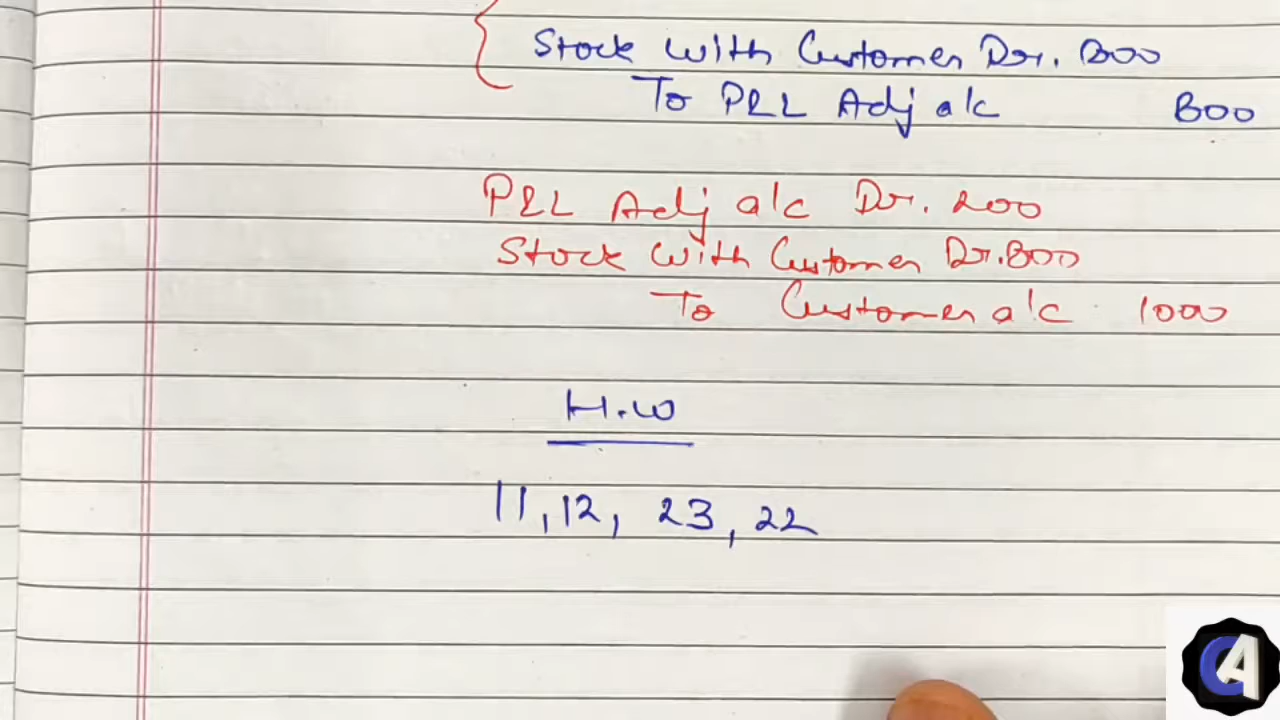 Stock With Customer Dr. 800
To P&L Adj a/c 800
P&L Adj a/c Dr. 200
Stock With Customer Dr. 800
To Customer a/c 1000
H.W
11, 12, 23, 22
CA